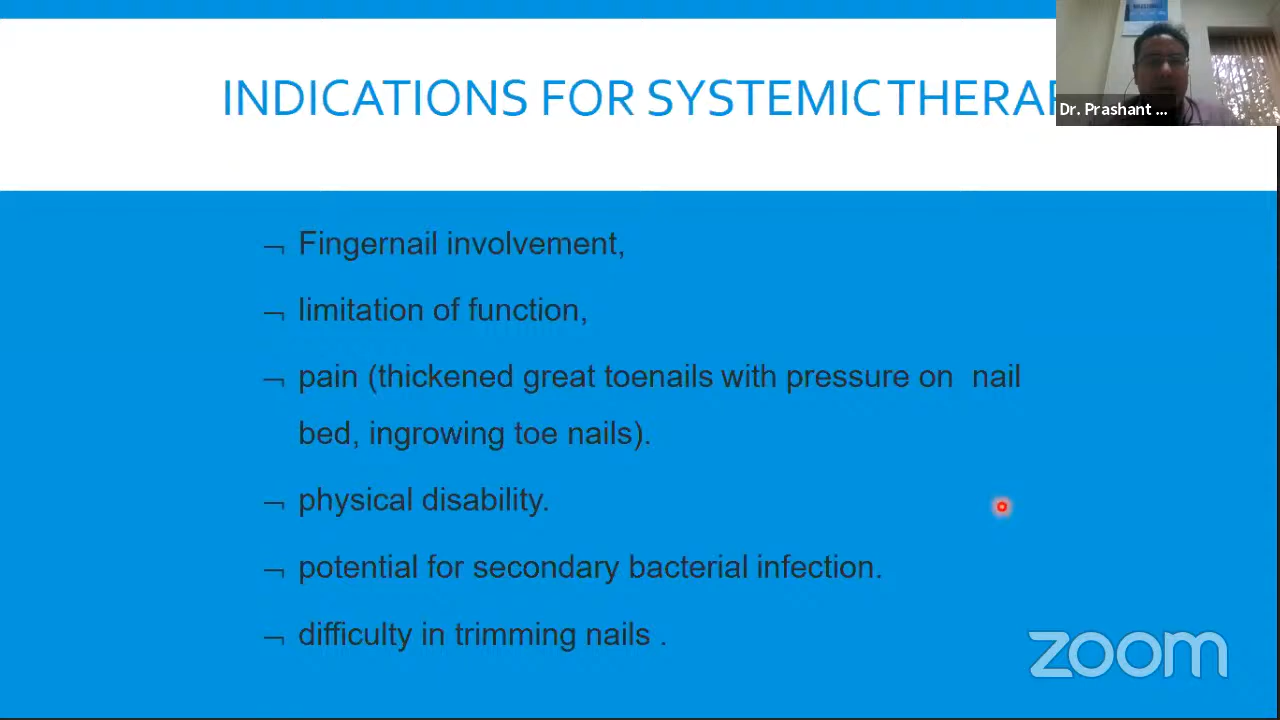 INDICATIONS FOR SYSTEMIC THERAP
Dr. Prashant ...
¬ Fingernail involvement,
¬ limitation of function,
¬ pain (thickened great toenails with pressure on nail
bed, ingrowing toe nails).
¬ physical disability.
¬ potential for secondary bacterial infection.
¬ difficulty in trimming nails .
zoom